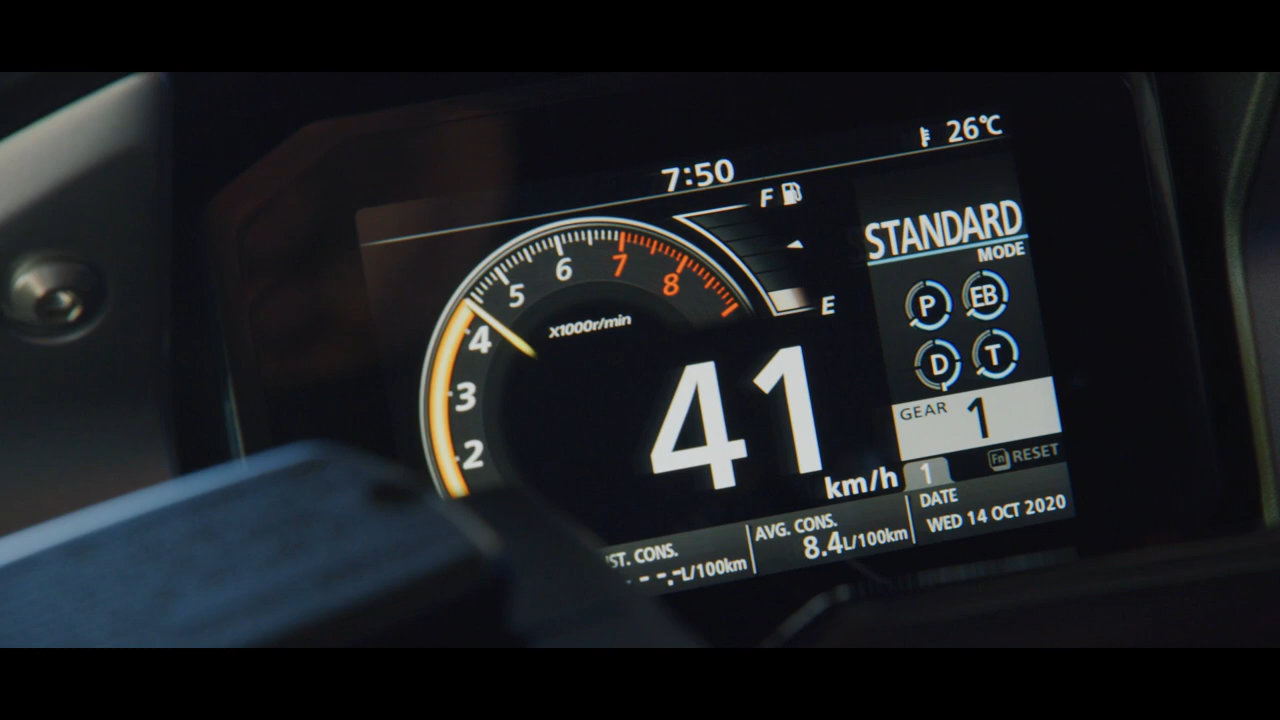 26℃
7:50
F
STANDARD
MODE
8
7
6
5
4
3
2
x1000r/min
E
P
EB
D
T
41
km/h
GEAR 1
1
Fn RESET
AVG. CONS.
8.4L/100km
DATE
WED 14 OCT 2020
CONS.
-.-L/100km